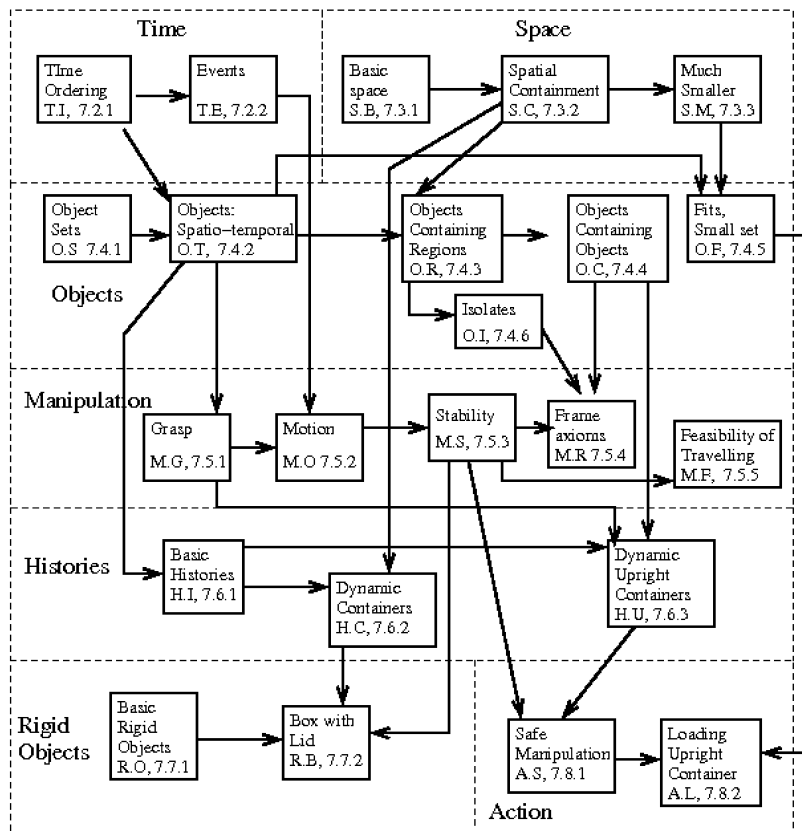 Time
Space
TIme
Ordering
T.I, 7.2.1
Events
T.E, 7.2.2
Basic
space
S.B, 7.3.1
Spatial
Containment
S.C, 7.3.2
Much
Smaller
S.M, 7.3.3
Object
Sets
O.S 7.4.1
Objects:
Spatio-temporal
O.T, 7.4.2
Objects
Containing
Regions
O.R, 7.4.3
Objects
Containing
Objects
O.C, 7.4.4
Fits,
Small set
O.F, 7.4.5
Objects
Isolates
O.I, 7.4.6
Manipulation
Grasp
M.G, 7.5.1
Motion
M.O 7.5.2
Stability
M.S, 7.5.3
Frame
axioms
M.R 7.5.4
Feasibility of
Travelling
M.F, 7.5.5
Histories
Basic
Histories
H.I, 7.6.1
Dynamic
Containers
H.C, 7.6.2
Dynamic
Upright
Containers
H.U, 7.6.3
Rigid
Objects
Basic
Rigid
Objects
R.O, 7.7.1
Box with
Lid
R.B, 7.7.2
Safe
Manipulation
A.S, 7.8.1
Loading
Upright
Container
A.L, 7.8.2
Action